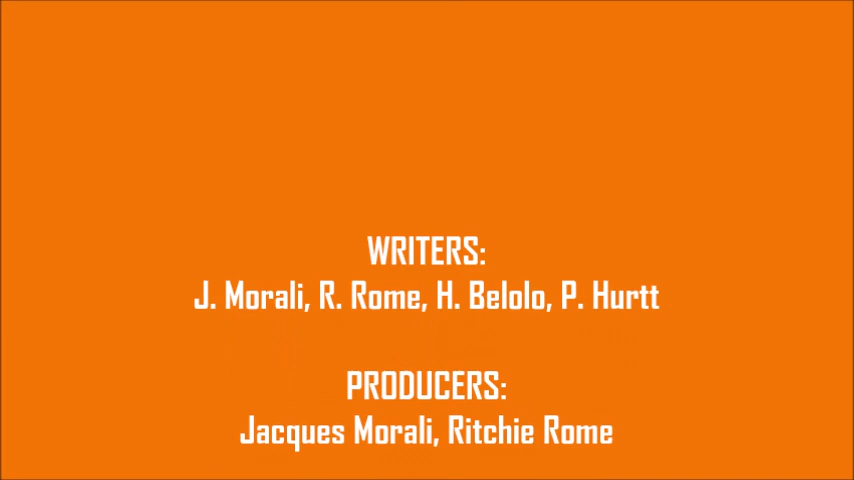 WRITERS:
J. Morali, R. Rome, H. Belolo, P. Hurtt
PRODUCERS:
Jacques Morali, Ritchie Rome